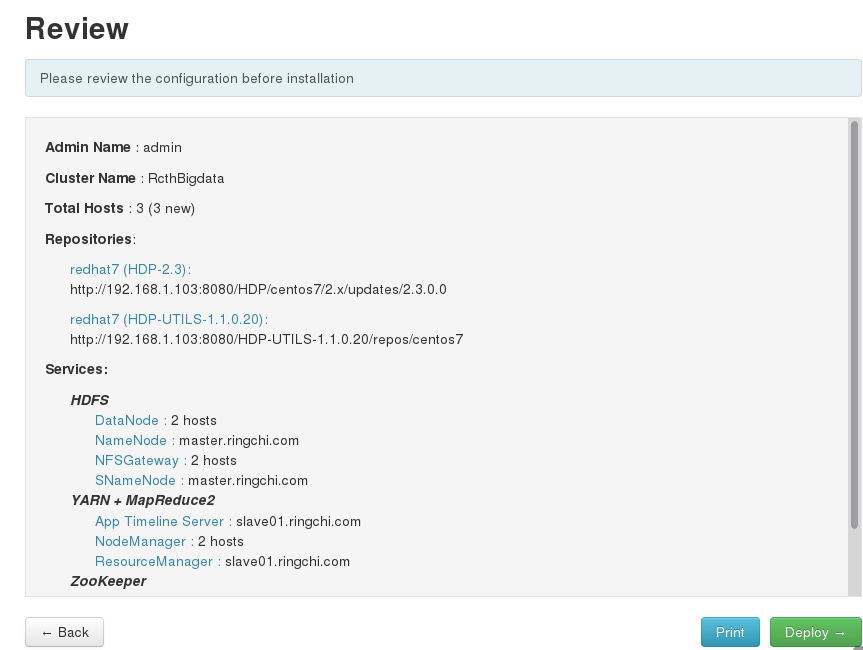 Review
Please review the configuration before installation
Admin Name : admin
Cluster Name : RcthBigdata
Total Hosts : 3 (3 new)
Repositories:
redhat7 (HDP-2.3):
http://192.168.1.103:8080/HDP/centos7/2.x/updates/2.3.0.0
redhat7 (HDP-UTILS-1.1.0.20):
http://192.168.1.103:8080/HDP-UTILS-1.1.0.20/repos/centos7
Services:
HDFS
DataNode : 2 hosts
NameNode : master.ringchi.com
NFSGateway : 2 hosts
SNameNode : master.ringchi.com
YARN + MapReduce2
App Timeline Server : slave01.ringchi.com
NodeManager : 2 hosts
ResourceManager : slave01.ringchi.com
ZooKeeper
← Back
Print
Deploy →